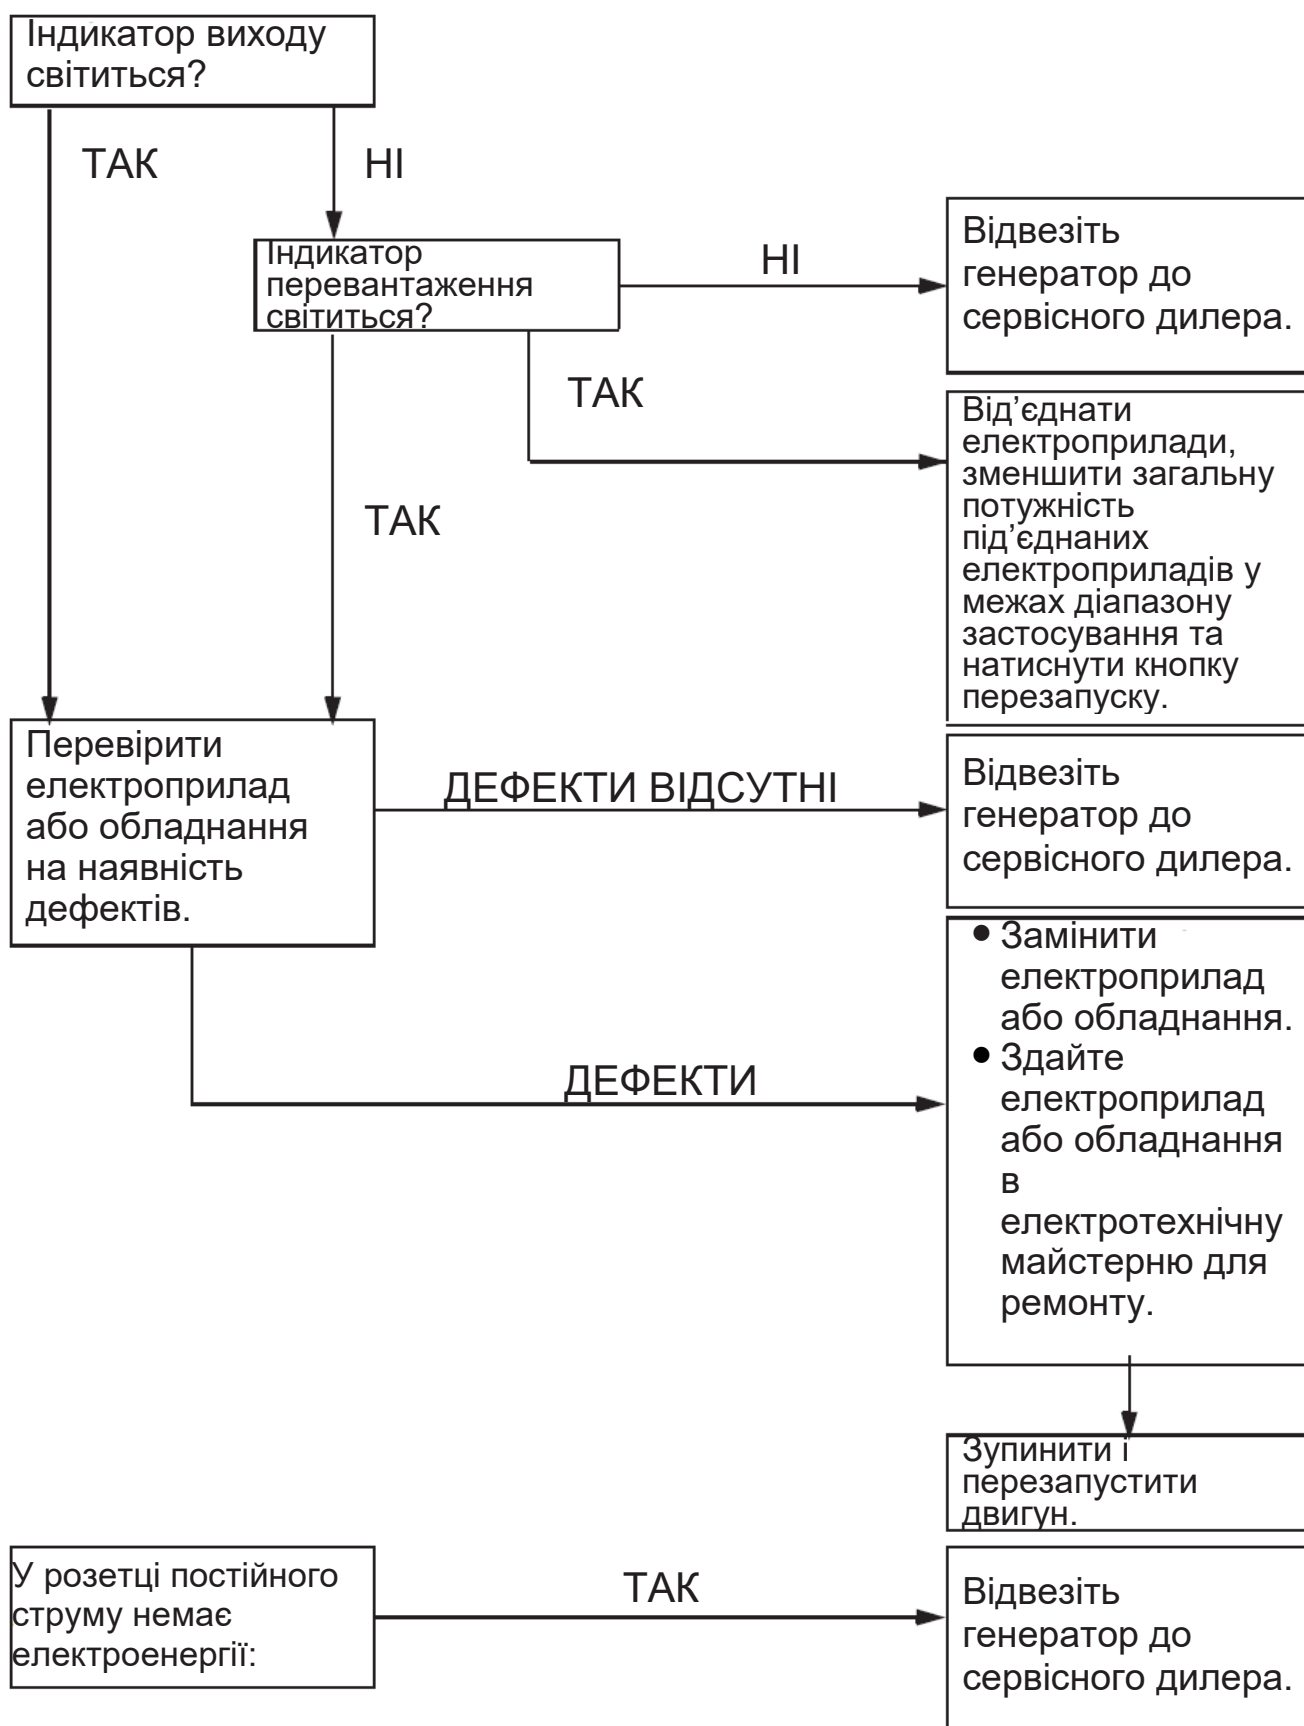 Індикатор виходу
світиться?
ТАК
НІ
Індикатор
перевантаження
світиться?
НІ
Відвезіть
генератор до
сервісного дилера.
ТАК
Від’єднати
електроприлади,
зменшити загальну
потужність
під’єднаних
електроприладів у
межах діапазону
застосування та
натиснути кнопку
перезапуску.
ТАК
Перевірити
електроприлад
або обладнання
на наявність
дефектів.
ДЕФЕКТИ ВІДСУТНІ
Відвезіть
генератор до
сервісного дилера.
ДЕФЕКТИ
● Замінити
електроприлад
або обладнання.
● Здайте
електроприлад
або обладнання
в
електротехнічну
майстерню для
ремонту.
Зупинити і
перезапустити
двигун.
У розетці постійного
струму немає
електроенергії:
ТАК
Відвезіть
генератор до
сервісного дилера.